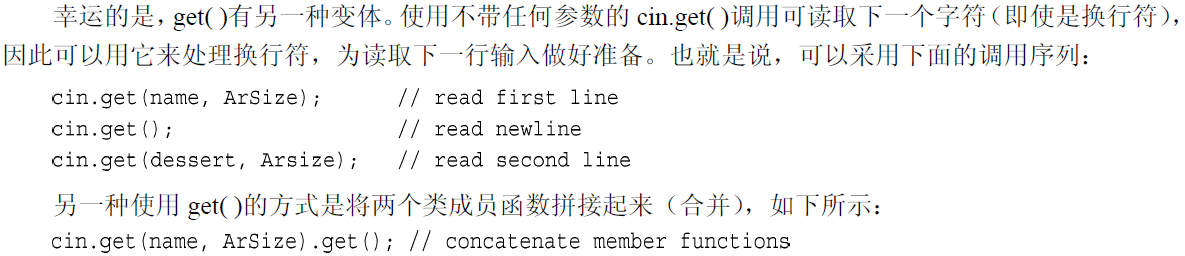 幸运的是，get( )有另一种变体。使用不带任何参数的 cin.get( )调用可读取下一个字符（即使是换行符），
因此可以用它来处理换行符，为读取下一行输入做好准备。也就是说，可以采用下面的调用序列：
cin.get(name, ArSize);      // read first line
cin.get();                  // read newline
cin.get(dessert, Arsize);   // read second line
另一种使用 get( )的方式是将两个类成员函数拼接起来（合并），如下所示：
cin.get(name, ArSize).get(); // concatenate member functions